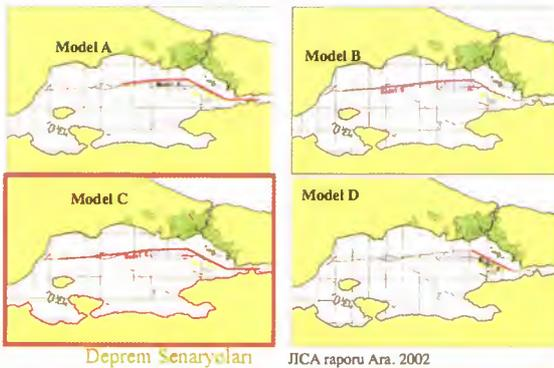 Model A
Model B
Model C
Model D
Deprem Senaryoları
JICA raporu Ara. 2002